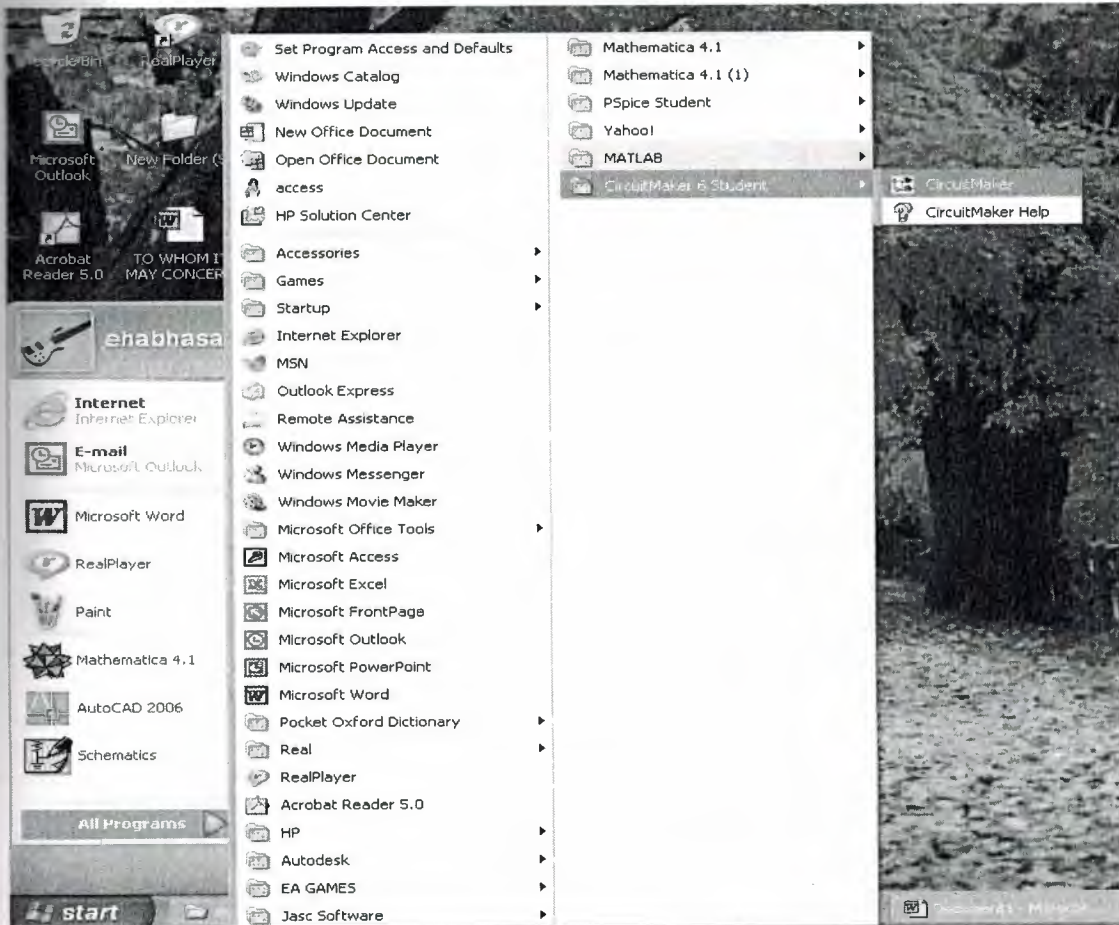 Recycle Bin
RealPlayer
Microsoft
Outlook
New Folder (
Acrobat
Reader 5.0
TO WHOM I
MAY CONCER
ehabhasa
Internet
Internet Explorer
E-mail
Microsoft Outlook
Microsoft Word
RealPlayer
Paint
Mathematica 4.1
AutoCAD 2006
Schematics
All Programs
start
Set Program Access and Defaults
Windows Catalog
Windows Update
New Office Document
Open Office Document
access
HP Solution Center
Accessories
Games
Startup
Internet Explorer
MSN
Outlook Express
Remote Assistance
Windows Media Player
Windows Messenger
Windows Movie Maker
Microsoft Office Tools
Microsoft Access
Microsoft Excel
Microsoft FrontPage
Microsoft Outlook
Microsoft PowerPoint
Microsoft Word
Pocket Oxford Dictionary
Real
RealPlayer
Acrobat Reader 5.0
HP
Autodesk
EA GAMES
Jasc Software
Mathematica 4.1
Mathematica 4.1 (1)
PSpice Student
Yahoo!
MATLAB
CircuitMaker 6 Student
CircuitMaker
CircuitMaker Help